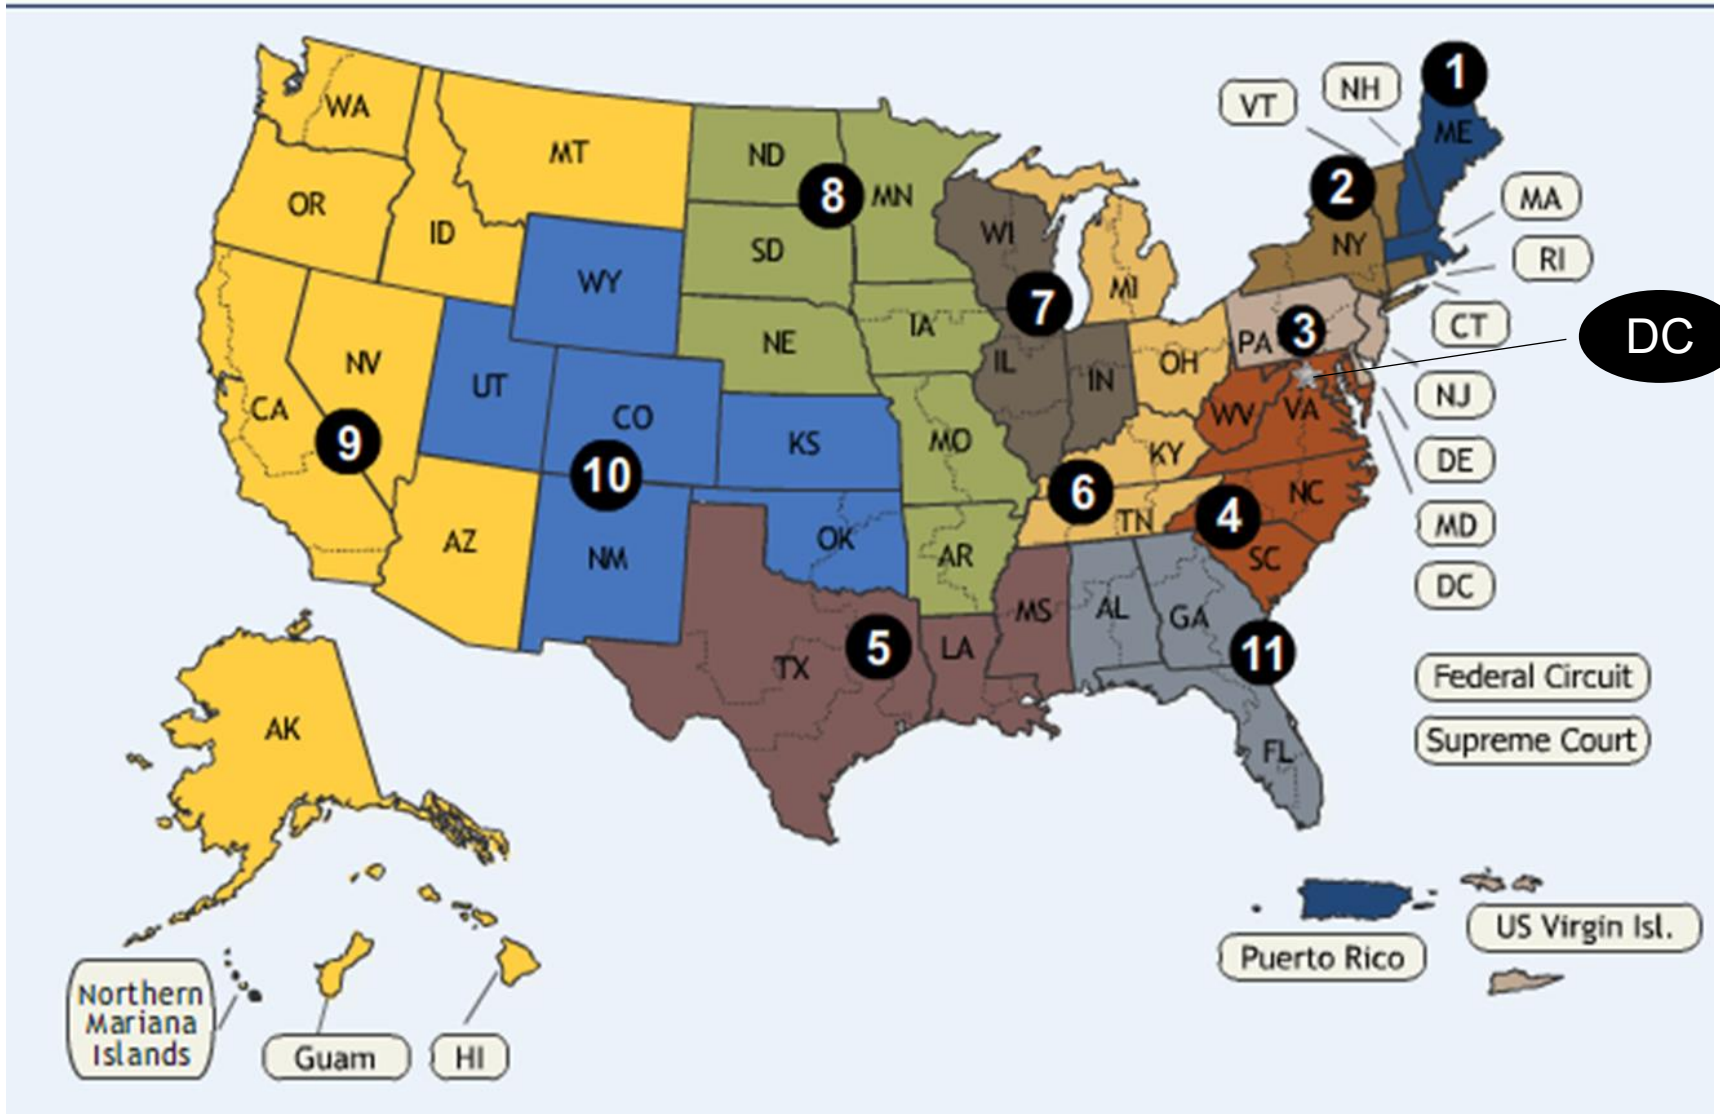 1
NH
VT
WA
ME
MT
ND
8
MN
2
MA
OR
ID
WI
NY
SD
RI
WY
MI
7
CT
IA
3
DC
PA
NE
NV
IL
OH
UT
IN
NJ
CA
CO
WV
VA
9
KS
MO
KY
DE
10
6
NC
4
TN
MD
AZ
OK
NM
AR
SC
DC
MS
AL
GA
5
LA
11
TX
Federal Circuit
AK
Supreme Court
FL
US Virgin Isl.
Puerto Rico
Northern
Mariana
Islands
Guam
HI